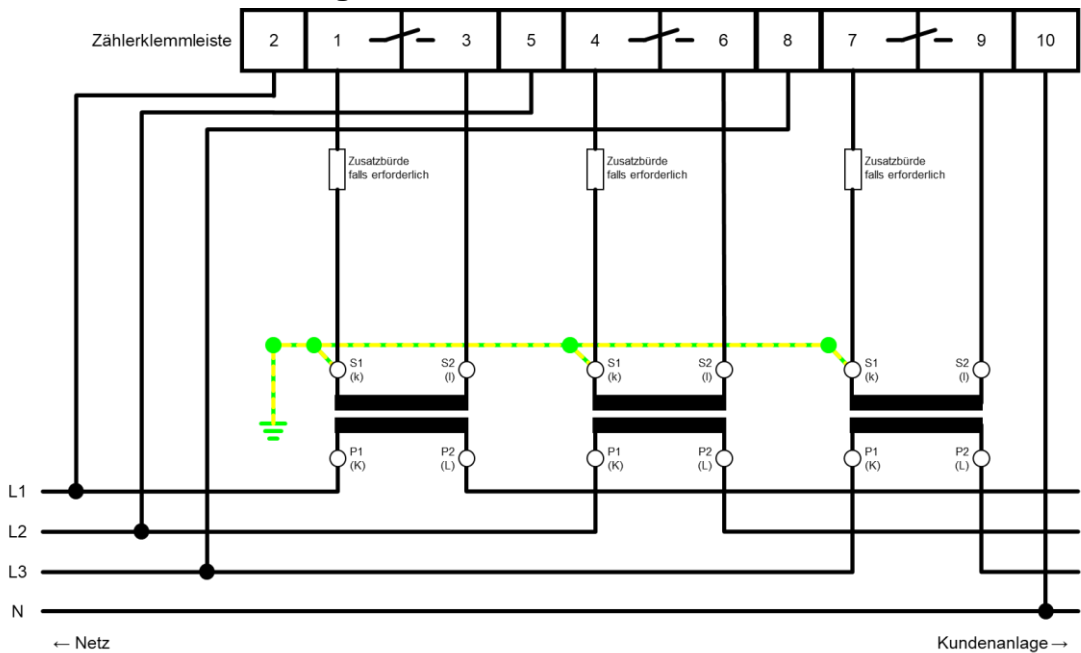 Zählerklemmleiste 2 1 3 5 4 6 8 7 9 10
Zusatzbürde
falls erforderlich
Zusatzbürde
falls erforderlich
Zusatzbürde
falls erforderlich
S1
(k)
S2
(l)
S1
(k)
S2
(l)
S1
(k)
S2
(l)
P1
(K)
P2
(L)
P1
(K)
P2
(L)
P1
(K)
P2
(L)
L1
L2
L3
N
← Netz
Kundenanlage →